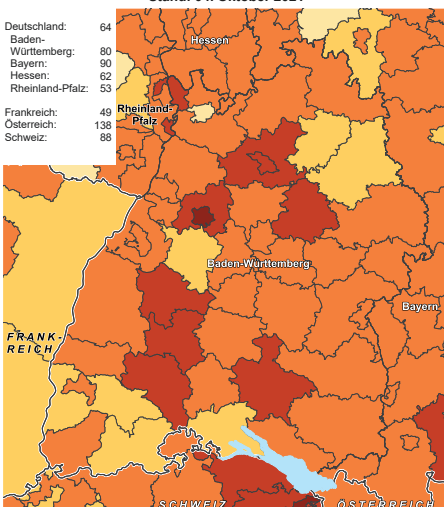 Deutschland: 64
Baden-
Württemberg: 80
Bayern: 90
Hessen: 62
Rheinland-Pfalz: 53
Frankreich: 49
Österreich: 138
Schweiz: 88
Hessen
Rheinland-
Pfalz
Baden-Württemberg
Bayern
FRANK-
REICH
SCHWEIZ
ÖSTERREICH